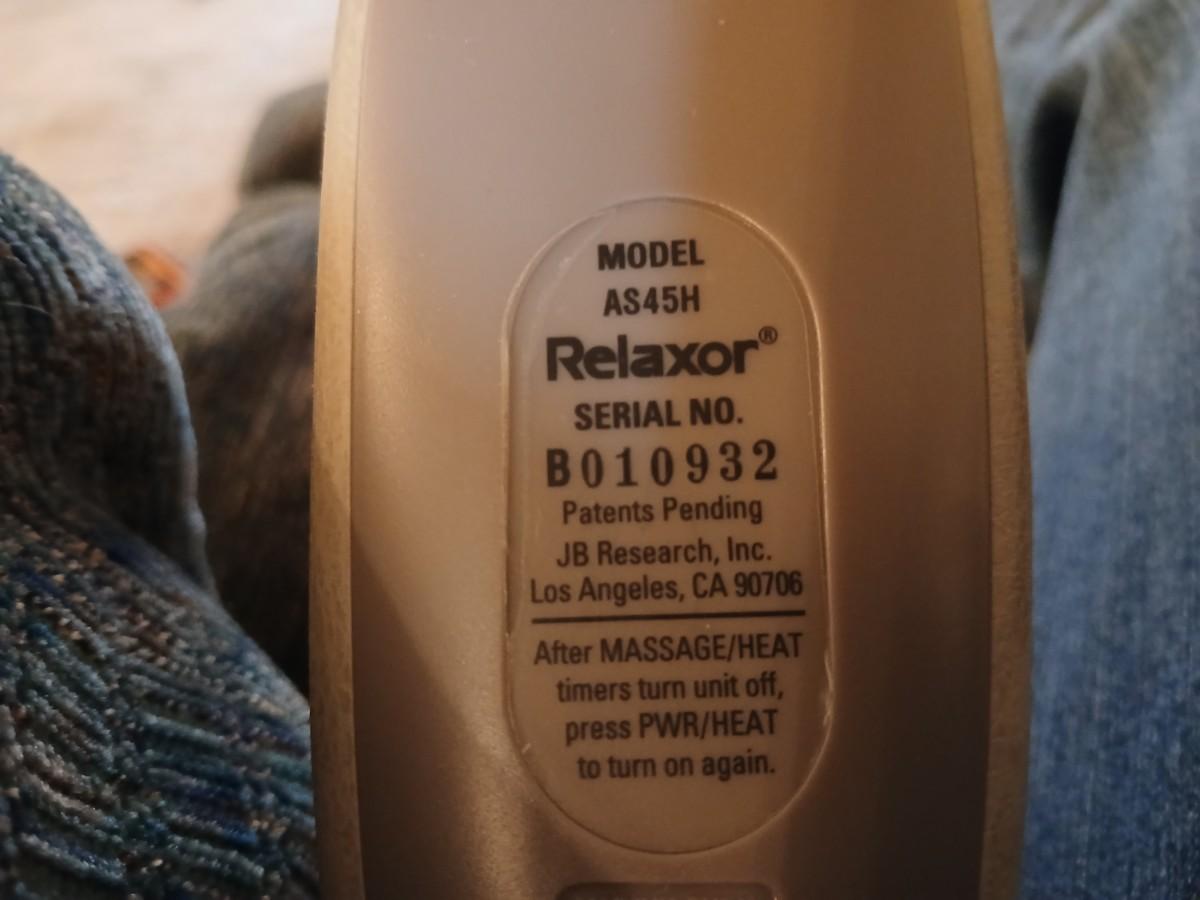 MODEL
AS45H
Relaxor®
SERIAL NO.
B010932
Patents Pending
JB Research, Inc.
Los Angeles, CA 90706
After MASSAGE/HEAT
timers turn unit off,
press PWR/HEAT
to turn on again.